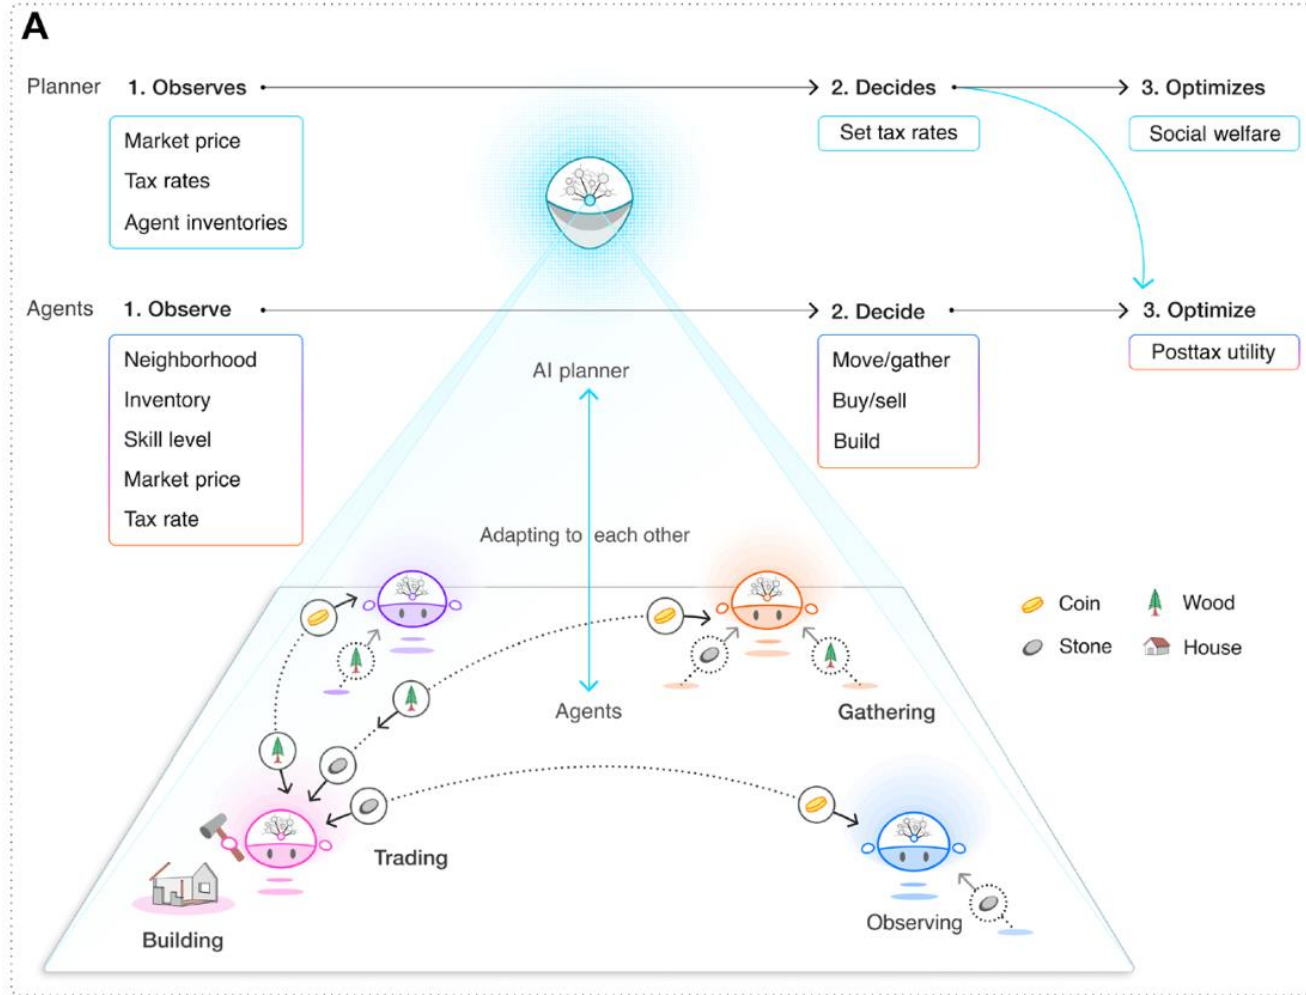 A
Planner 1. Observes 2. Decides 3. Optimizes
Market price
Tax rates
Agent inventories
Set tax rates
Social welfare
Agents 1. Observe 2. Decide 3. Optimize
Neighborhood
Inventory
Skill level
Market price
Tax rate
Move/gather
Buy/sell
Build
Posttax utility
AI planner
Adapting to each other
Agents
Coin Wood
Stone House
Gathering
Trading
Observing
Building